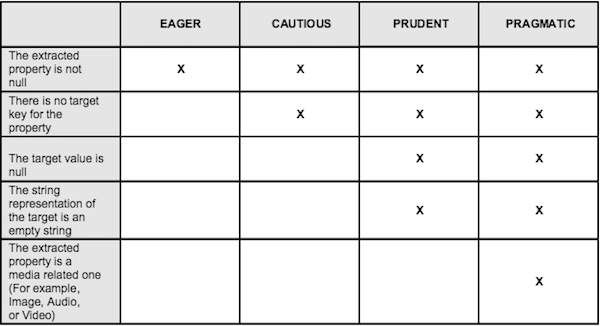 EAGER CAUTIOUS PRUDENT PRAGMATIC
The extracted
property is not
null
X X X X
There is no target
key for the
property
X X X
The target value is
null
X X
The string
representation of
the target is an
empty string
X X
The extracted
property is a
media related one
(For example,
Image, Audio,
or Video)
X